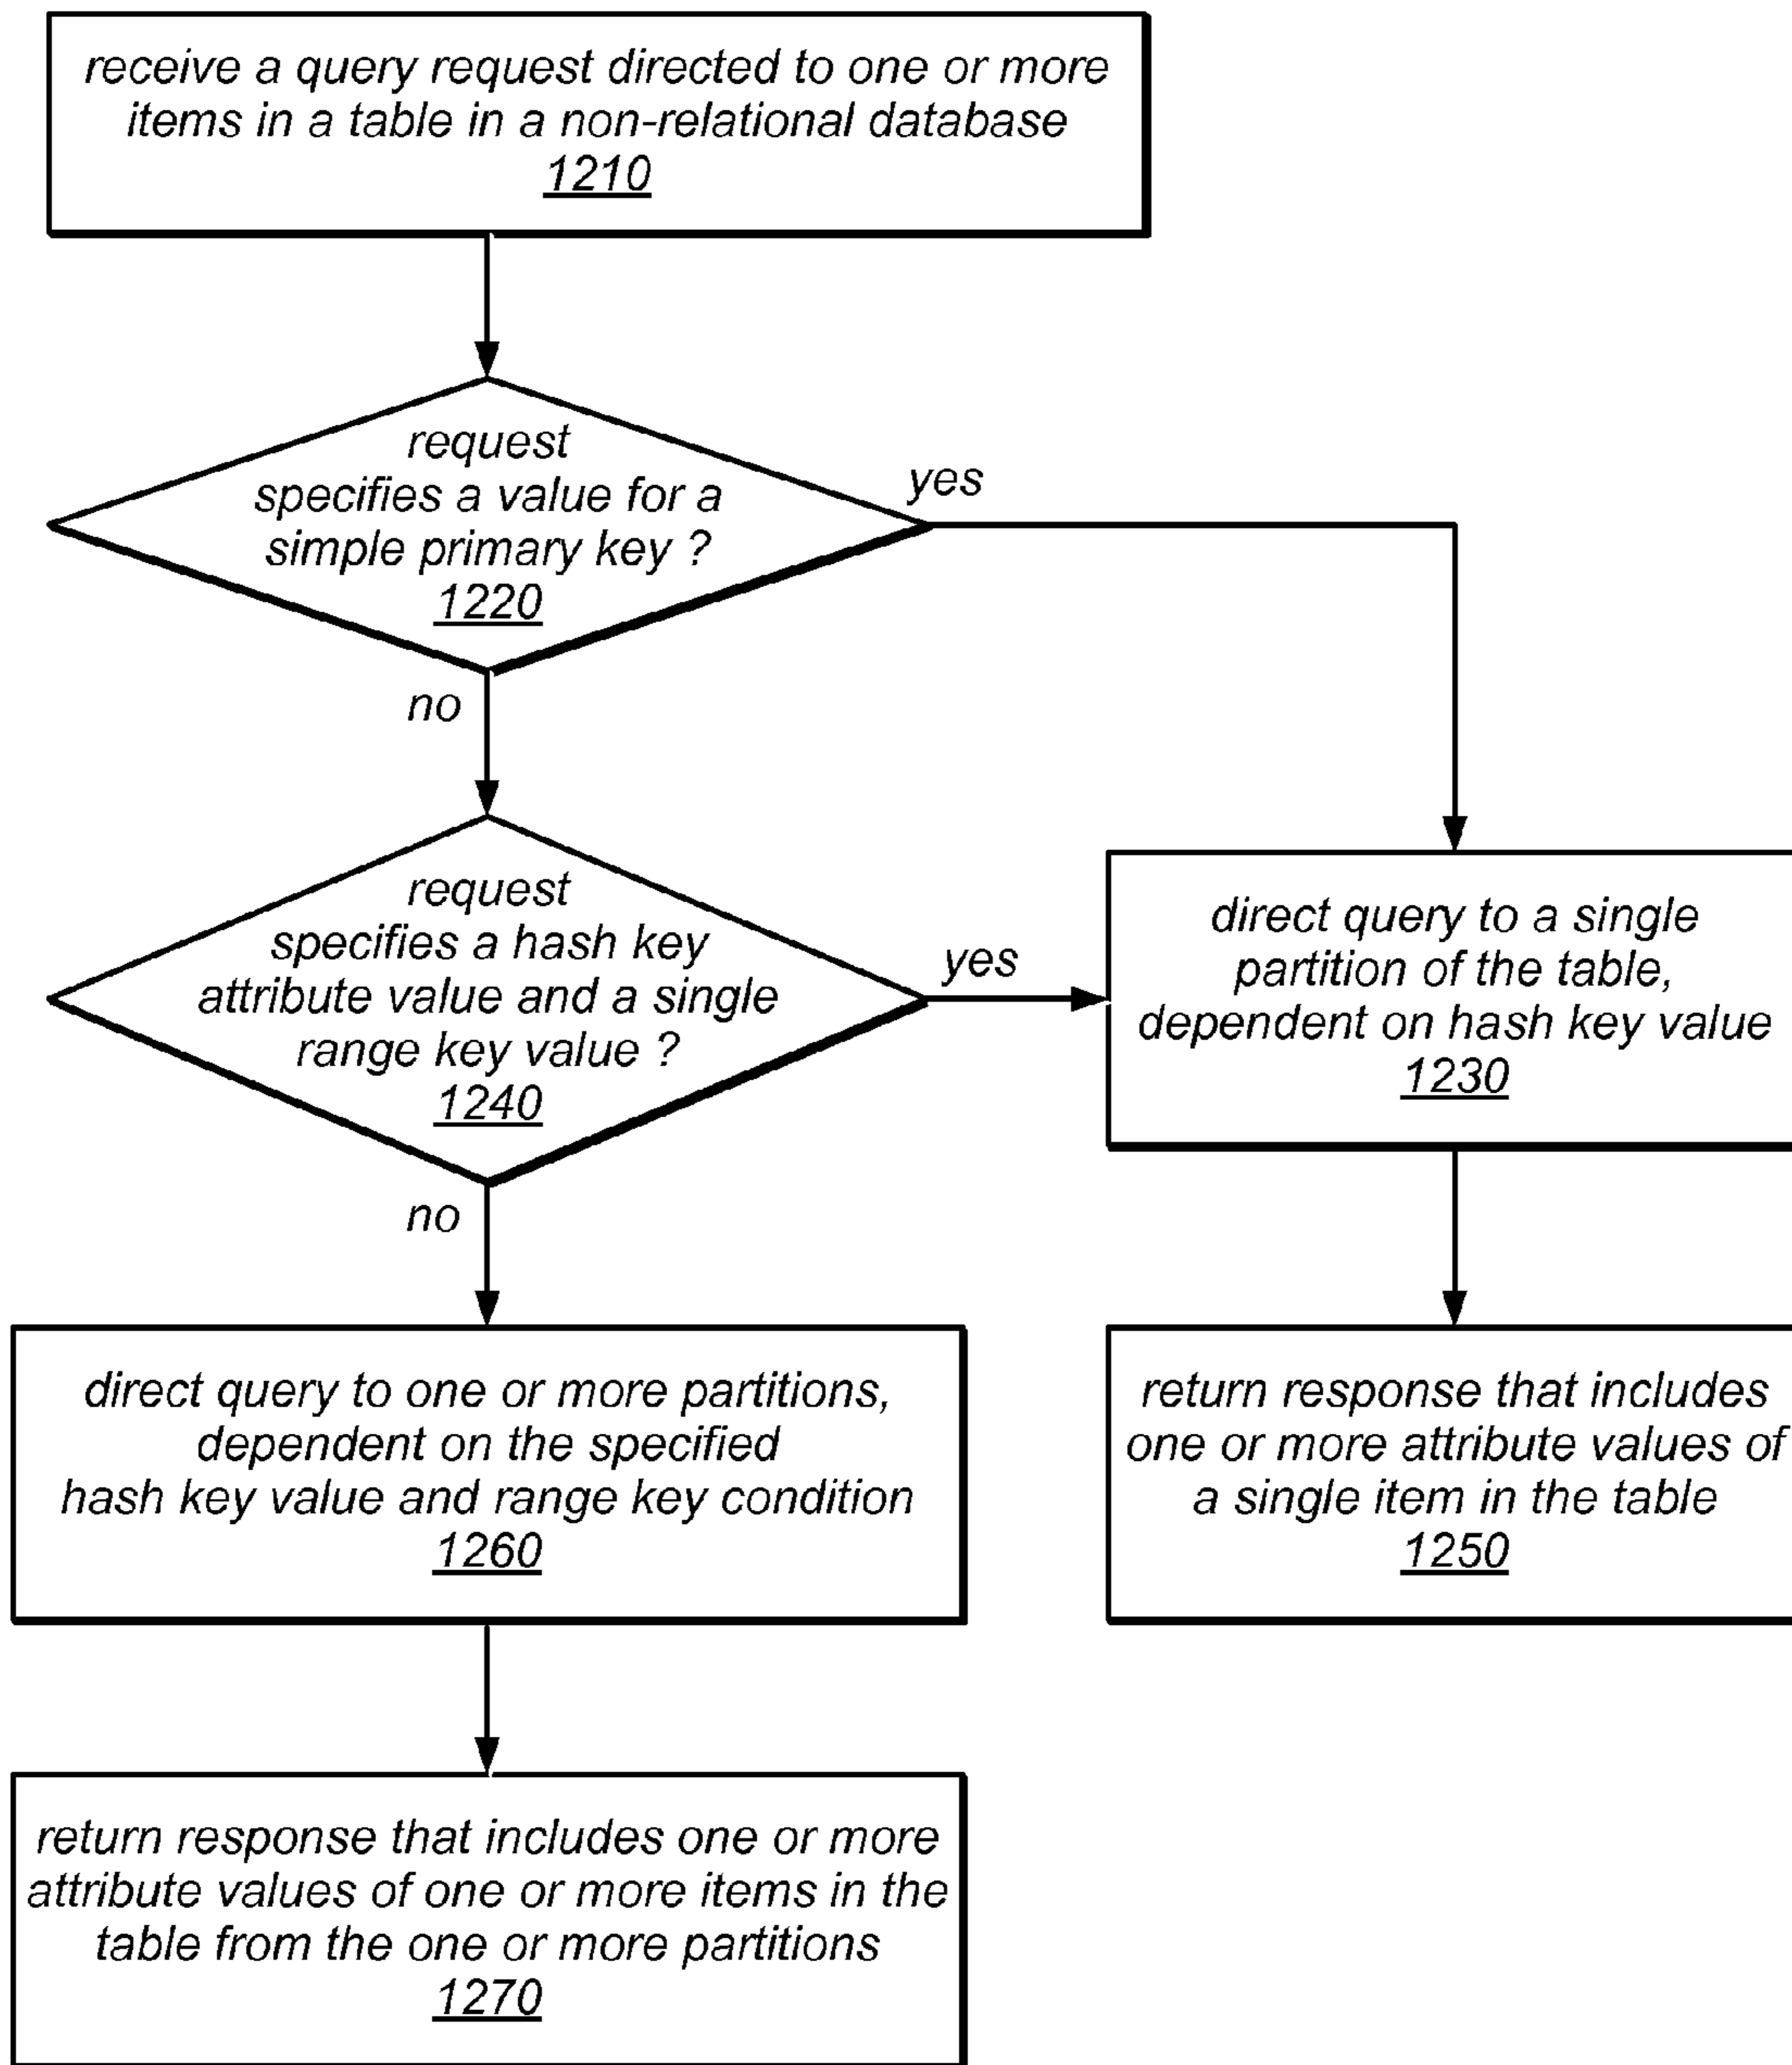 receive a query request directed to one or more
items in a table in a non-relational database
1210
request
specifies a value for a
simple primary key ?
1220
yes
no
request
specifies a hash key
attribute value and a single
range key value ?
1240
yes
no
direct query to a single
partition of the table,
dependent on hash key value
1230
direct query to one or more partitions,
dependent on the specified
hash key value and range key condition
1260
return response that includes
one or more attribute values of
a single item in the table
1250
return response that includes one or more
attribute values of one or more items in the
table from the one or more partitions
1270